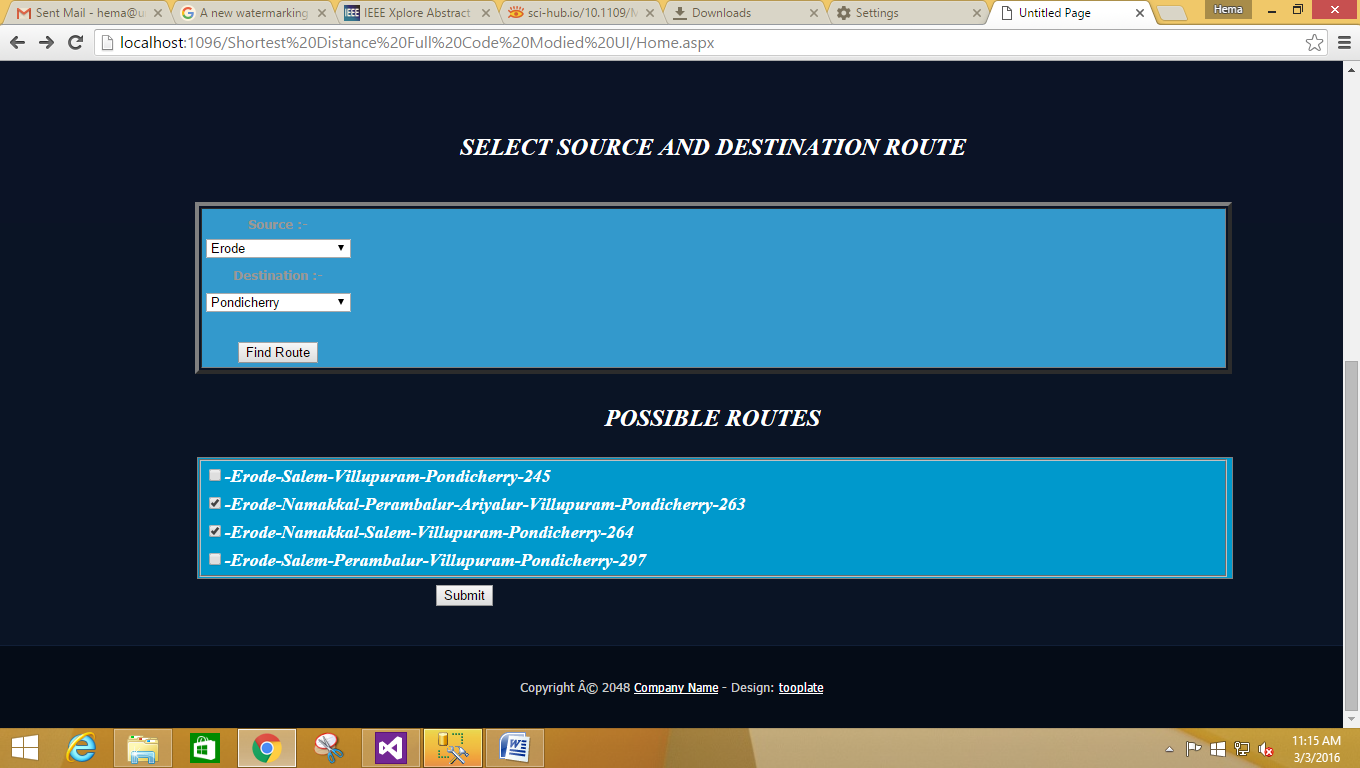 Sent Mail - hema@u
A new watermarking
IEEE
IEEE Xplore Abstract
sci-hub.io/10.1109/M
Downloads
Settings
Untitled Page
Hema
localhost:1096/Shortest%20Distance%20Full%20Code%20Modied%20UI/Home.aspx
SELECT SOURCE AND DESTINATION ROUTE
Source :-
Erode
Destination :-
Pondicherry
Find Route
POSSIBLE ROUTES
-Erode-Salem-Villupuram-Pondicherry-245
-Erode-Namakkal-Perambalur-Ariyalur-Villupuram-Pondicherry-263
-Erode-Namakkal-Salem-Villupuram-Pondicherry-264
-Erode-Salem-Perambalur-Villupuram-Pondicherry-297
Submit
Copyright Â© 2048 Company Name - Design: tooplate
11:15 AM
3/3/2016